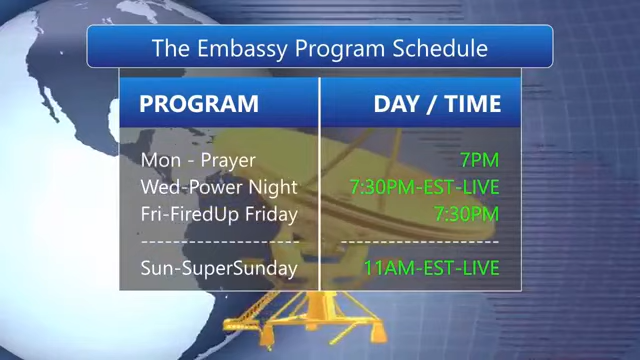 The Embassy Program Schedule
PROGRAM DAY / TIME
Mon - Prayer 7PM
Wed-Power Night 7:30PM-EST-LIVE
Fri-FiredUp Friday 7:30PM
-------------------- --------------------
Sun-SuperSunday 11AM-EST-LIVE